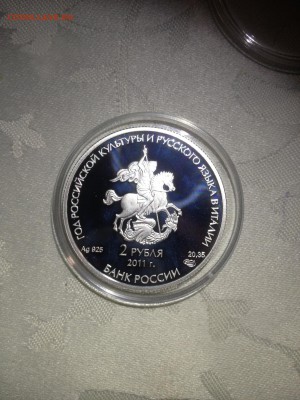 ГОД РОССИЙСКОЙ КУЛЬТУРЫ И РУССКОГО ЯЗЫКА В ИТАЛИИ
Ag 925
20,35
2 РУБЛЯ
2011 г.
БАНК РОССИИ